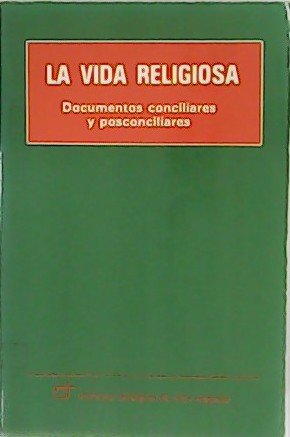 LA VIDA RELIGIOSA
Documentos conciliares
y posconciliares